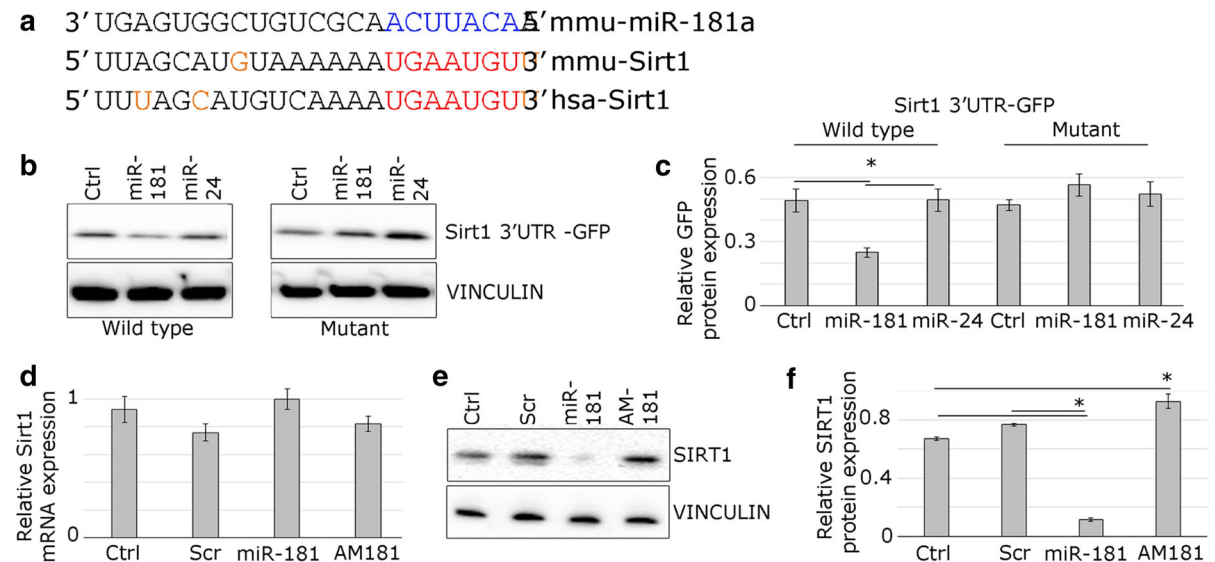 a
3'UGAGUGGCUGUCGCAACUUACAA5'mmu-miR-181a
5'UUAGCAUGUAAAAAAUGAAUGUU3'mmu-Sirt1
5'UUUAGCAUGUCAAAAUGAAUGUU3'hsa-Sirt1
b
Ctrl
miR-181
miR-24
Ctrl
miR-181
miR-24
Sirt1 3'UTR -GFP
VINCULIN
Wild type
Mutant
c
Sirt1 3'UTR-GFP
Wild type
Mutant
*
Relative GFP
protein expression
0.6
0.3
0
Ctrl miR-181 miR-24 Ctrl miR-181 miR-24
d
Relative Sirt1
mRNA expression
1
0
Ctrl Scr miR-181 AM181
e
Ctrl
Scr
miR-181
AM-181
SIRT1
VINCULIN
f
*
*
Relative SIRT1
protein expression
0.8
0.4
0
Ctrl Scr miR-181 AM181